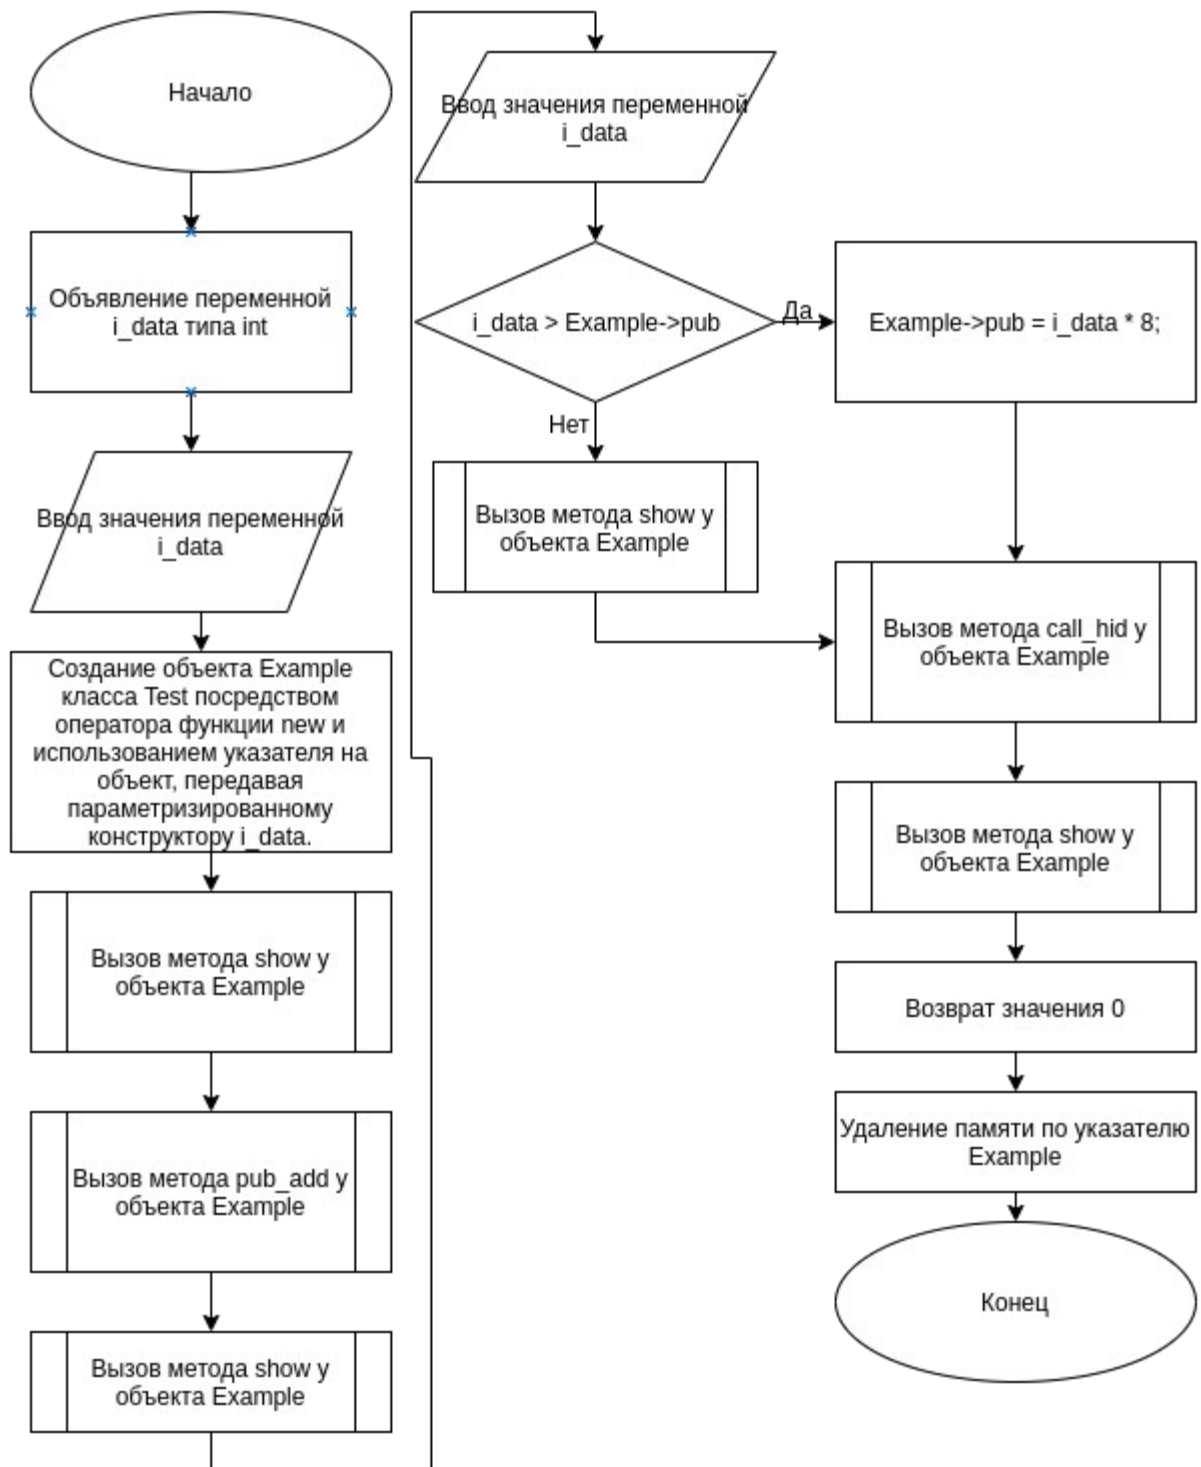 Начало
Объявление переменной
i_data типа int
Ввод значения переменной
i_data
Создание объекта Example
класса Test посредством
оператора функции new и
использованием указателя на
объект, передавая
параметризированному
конструктору i_data.
Вызов метода show у
объекта Example
Вызов метода pub_add у
объекта Example
Вызов метода show у
объекта Example
Ввод значения переменной
i_data
i_data > Example->pub
Да
Example->pub = i_data * 8;
Нет
Вызов метода show у
объекта Example
Вызов метода call_hid у
объекта Example
Вызов метода show у
объекта Example
Возврат значения 0
Удаление памяти по указателю
Example
Конец